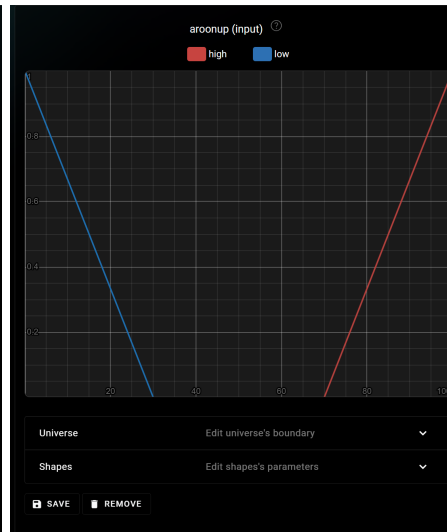 aroonup (input) ?
high low
1
0.8
0.6
0.4
0.2
20 40 60 80 100
Universe Edit universe's boundary
Shapes Edit shapes's parameters
SAVE REMOVE